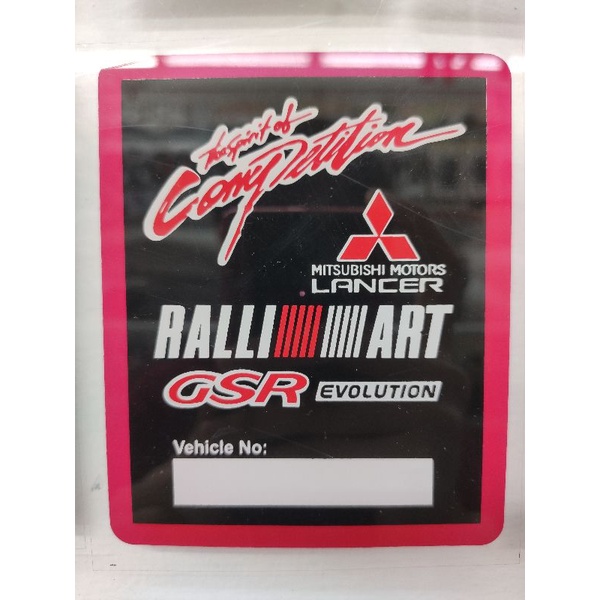 The Spirit of
Competition
MITSUBISHI MOTORS
LANCER
RALLI ART
GSR EVOLUTION
Vehicle No: